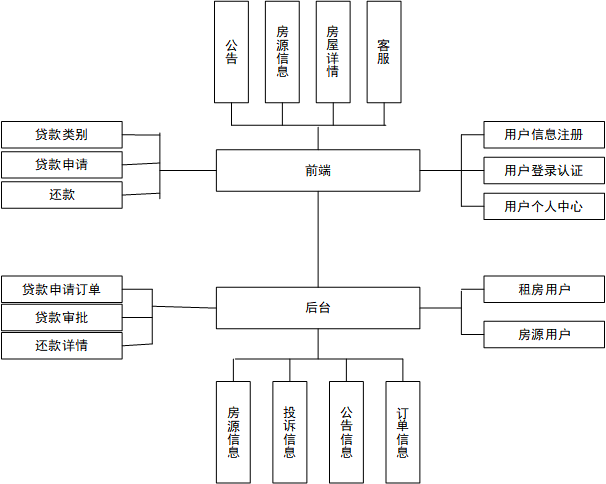 公告
房源信息
房屋详情
客服
贷款类别
贷款申请
还款
前端
用户信息注册
用户登录认证
用户个人中心
贷款申请订单
贷款审批
还款详情
后台
租房用户
房源用户
房源信息
投诉信息
公告信息
订单信息